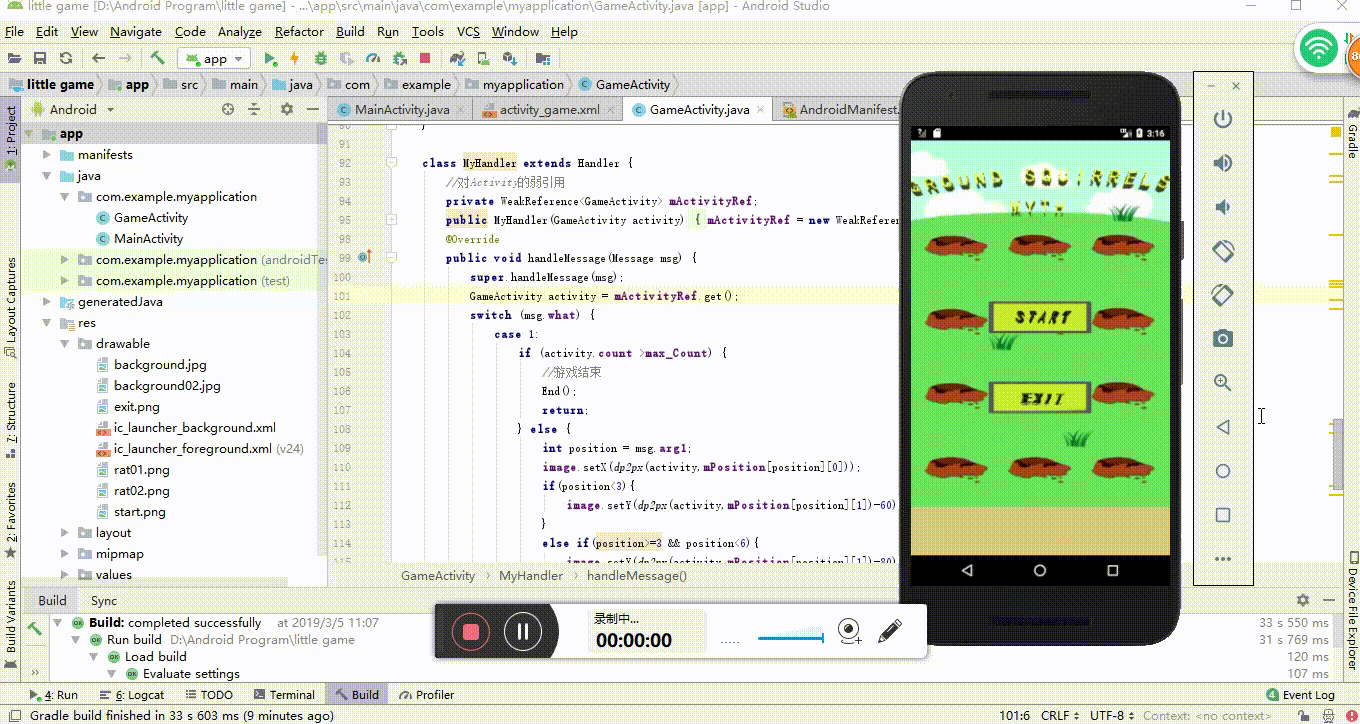 little game [D:\Android Program\little game] - ...\app\src\main\java\com\example\myapplication\GameActivity.java [app] - Android Studio
File Edit View Navigate Code Analyze Refactor Build Run Tools VCS Window Help
app
little game app src main java com example myapplication GameActivity
Android
MainActivity.java activity_game.xml GameActivity.java AndroidManifest.
1: Project
Layout Captures
7: Structure
2: Favorites
Build Variants
app
manifests
java
com.example.myapplication
GameActivity
MainActivity
com.example.myapplication (androidTe
com.example.myapplication (test)
generatedJava
res
drawable
background.jpg
background02.jpg
exit.png
ic_launcher_background.xml
ic_launcher_foreground.xml (v24)
rat01.png
rat02.png
start.png
layout
mipmap
values
90 }
91
92 class MyHandler extends Handler {
93 //对Activity的弱引用
94 private WeakReference<GameActivity> mActivityRef;
95 public MyHandler(GameActivity activity) { mActivityRef = new WeakReferen
98 @Override
99 public void handleMessage(Message msg) {
100 super.handleMessage(msg);
101 GameActivity activity = mActivityRef.get();
102 switch (msg.what) {
103 case 1:
104 if (activity.count >max_Count) {
105 //游戏结束
106 End();
107 return;
108 } else {
109 int position = msg.arg1;
110 image.setX(dp2px(activity,mPosition[position][0]));
111 if(position<3){
112 image.setY(dp2px(activity,mPosition[position][1])-60)
113 }
114 else if(position>=3 && position<6){
115 image.setY(dp2px(activity,mPosition[position][1])-80)
GameActivity MyHandler handleMessage()
3:16
GROUND SQUIRRELS
MYTH
START
EXIT
Gradle
Device File Explorer
Build Sync
Build: completed successfully at 2019/3/5 11:07 33 s 550 ms
Run build D:\Android Program\little game 31 s 769 ms
Load build 120 ms
Evaluate settings 107 ms
录制中...
00:00:00
4: Run 6: Logcat TODO Terminal Build Profiler 4 Event Log
Gradle build finished in 33 s 603 ms (9 minutes ago) 101:6 CRLF UTF-8 Context: <no context>